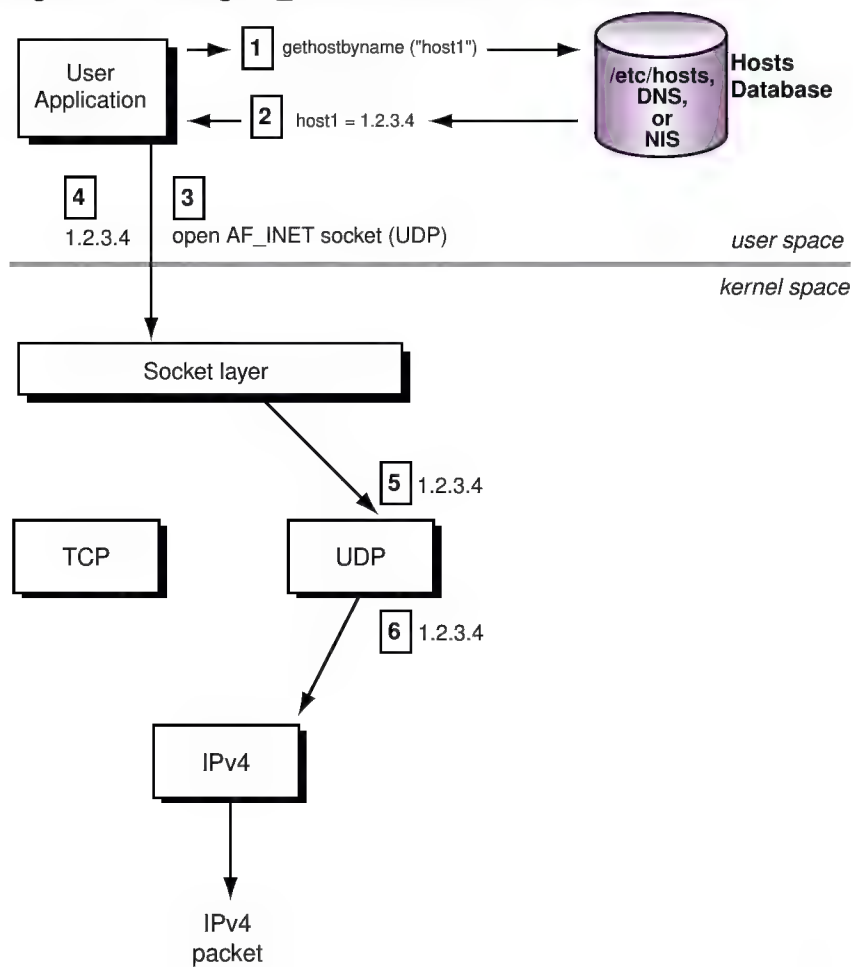 1 gethostbyname ("host1")
User
Application
/etc/hosts,
DNS,
or
NIS
Hosts
Database
2 host1 = 1.2.3.4
4
1.2.3.4
3
open AF_INET socket (UDP)
user space
kernel space
Socket layer
5 1.2.3.4
TCP
UDP
6 1.2.3.4
IPv4
IPv4
packet